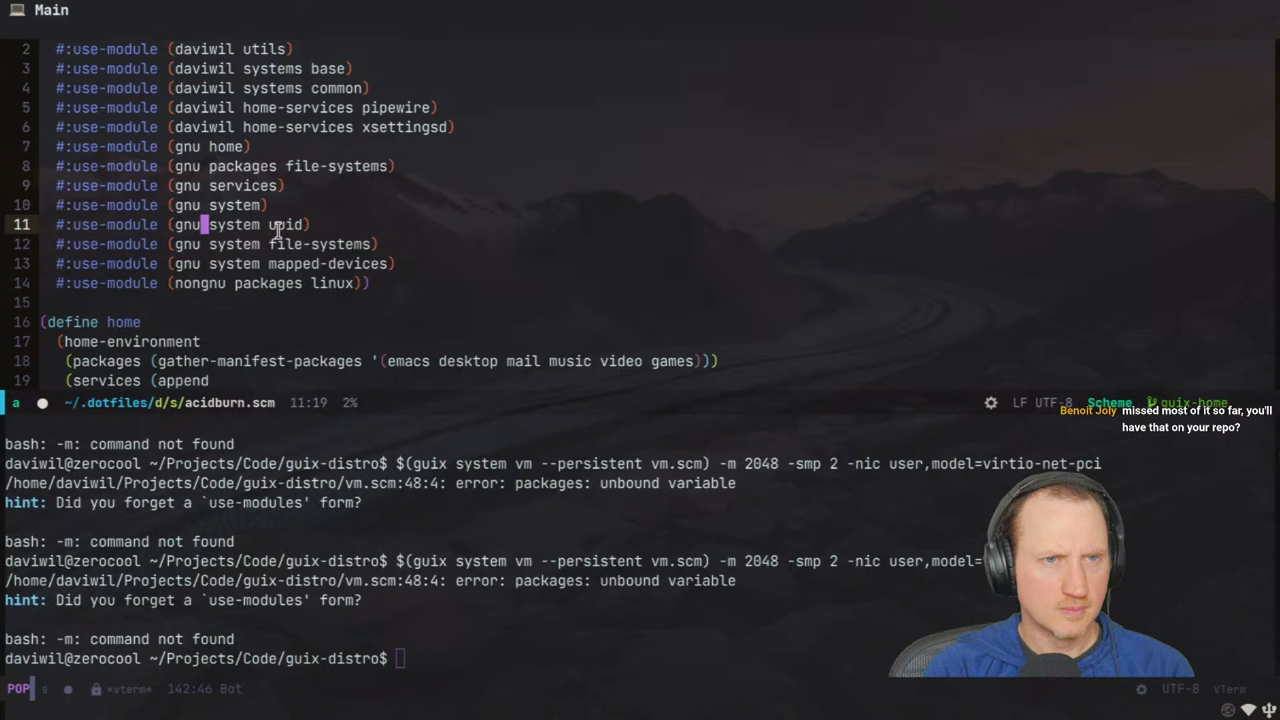 Main
2 #:use-module (daviwil utils)
3 #:use-module (daviwil systems base)
4 #:use-module (daviwil systems common)
5 #:use-module (daviwil home-services pipewire)
6 #:use-module (daviwil home-services xsettingsd)
7 #:use-module (gnu home)
8 #:use-module (gnu packages file-systems)
9 #:use-module (gnu services)
10 #:use-module (gnu system)
11 #:use-module (gnu system uuid)
12 #:use-module (gnu system file-systems)
13 #:use-module (gnu system mapped-devices)
14 #:use-module (nongnu packages linux))
15
16 (define home
17 (home-environment
18 (packages (gather-manifest-packages '(emacs desktop mail music video games)))
19 (services (append
a ~/.dotfiles/d/s/acidburn.scm 11:19 2% LF UTF-8 Scheme guix-home
Benoit Joly missed most of it so far, you'll
have that on your repo?
bash: -m: command not found
daviwil@zerocool ~/Projects/Code/guix-distro$ $(guix system vm --persistent vm.scm) -m 2048 -smp 2 -nic user,model=virtio-net-pci
/home/daviwil/Projects/Code/guix-distro/vm.scm:48:4: error: packages: unbound variable
hint: Did you forget a `use-modules' form?
bash: -m: command not found
daviwil@zerocool ~/Projects/Code/guix-distro$ $(guix system vm --persistent vm.scm) -m 2048 -smp 2 -nic user,model=
/home/daviwil/Projects/Code/guix-distro/vm.scm:48:4: error: packages: unbound variable
hint: Did you forget a `use-modules' form?
bash: -m: command not found
daviwil@zerocool ~/Projects/Code/guix-distro$
POP s *vterm* 142:46 Bot UTF-8 VTerm